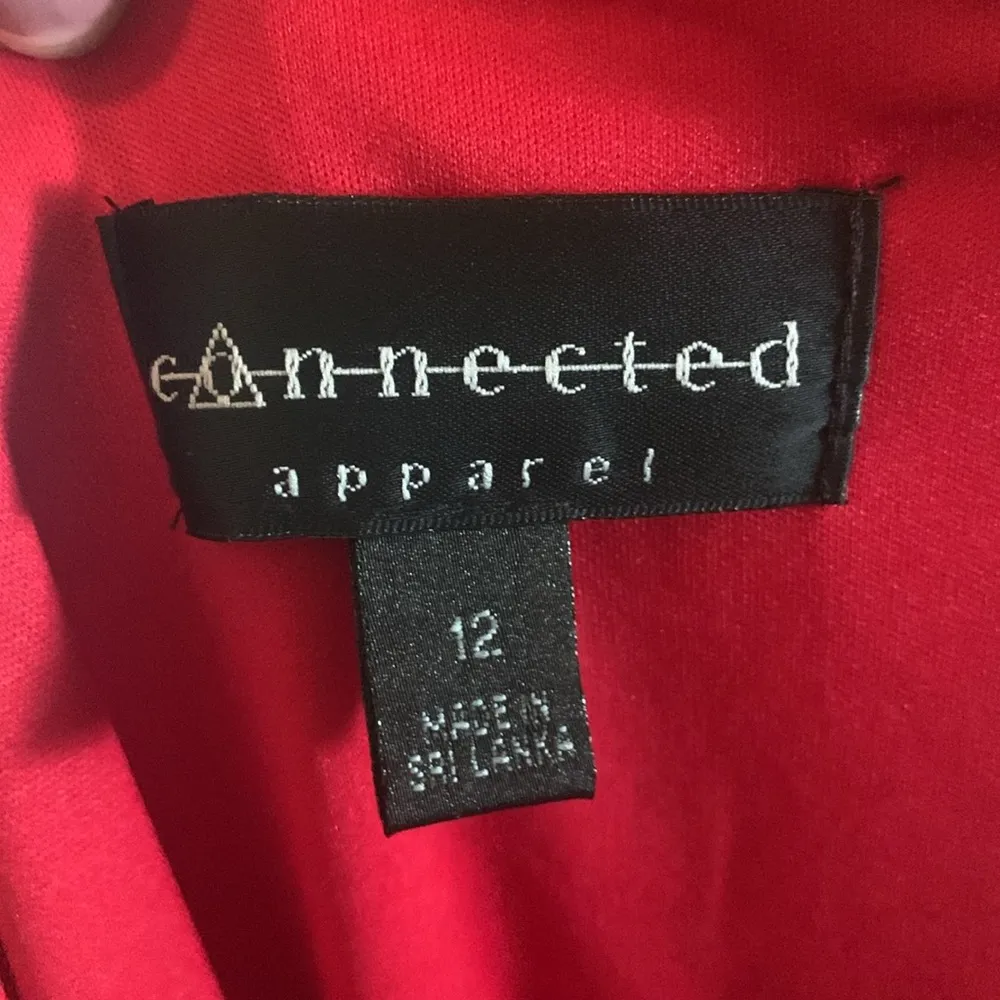 connected
apparel
12
MADE IN
SRI LANKA